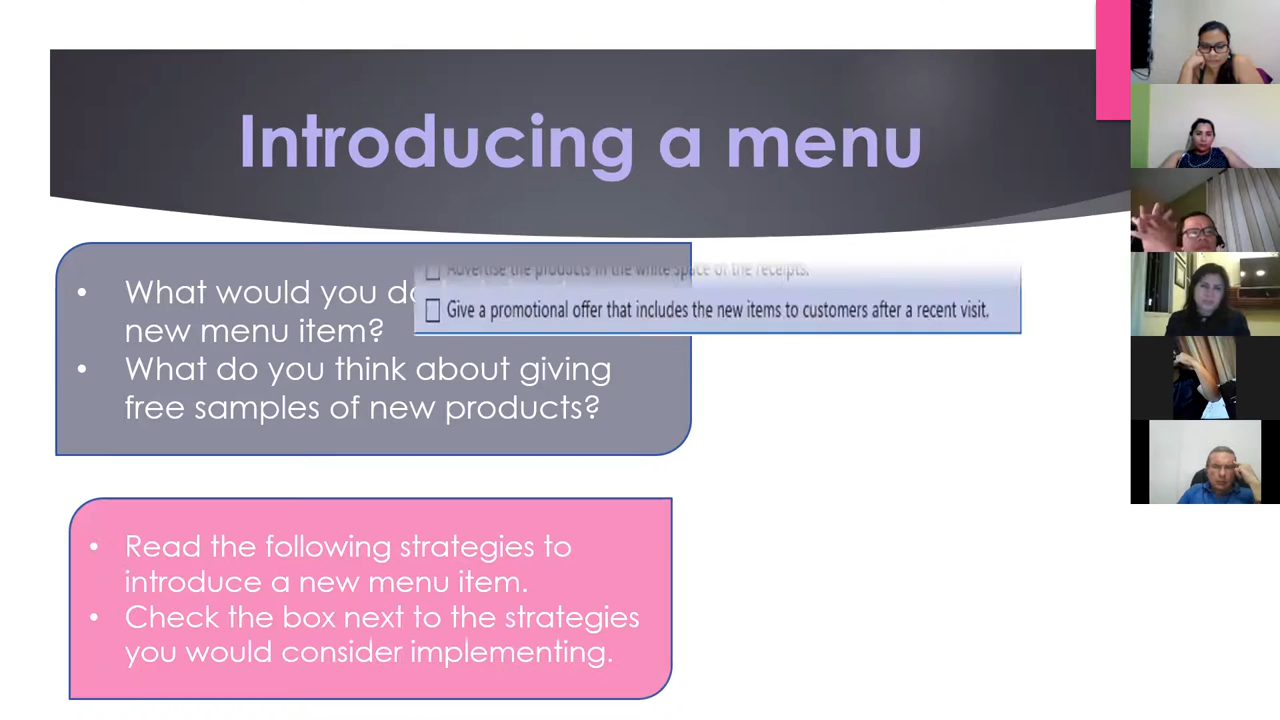 Introducing a menu
• What would you do
new menu item?
• What do you think about giving
free samples of new products?
Advertise the products in the white space of the receipts.
Give a promotional offer that includes the new items to customers after a recent visit.
• Read the following strategies to
introduce a new menu item.
• Check the box next to the strategies
you would consider implementing.